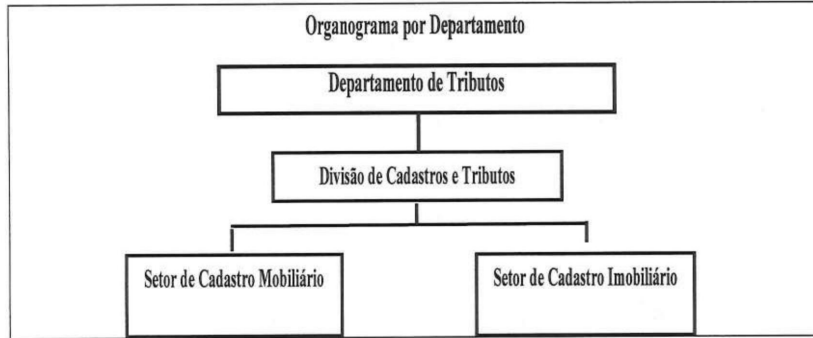 Organograma por Departamento
Departamento de Tributos
Divisão de Cadastros e Tributos
Setor de Cadastro Mobiliário
Setor de Cadastro Imobiliário